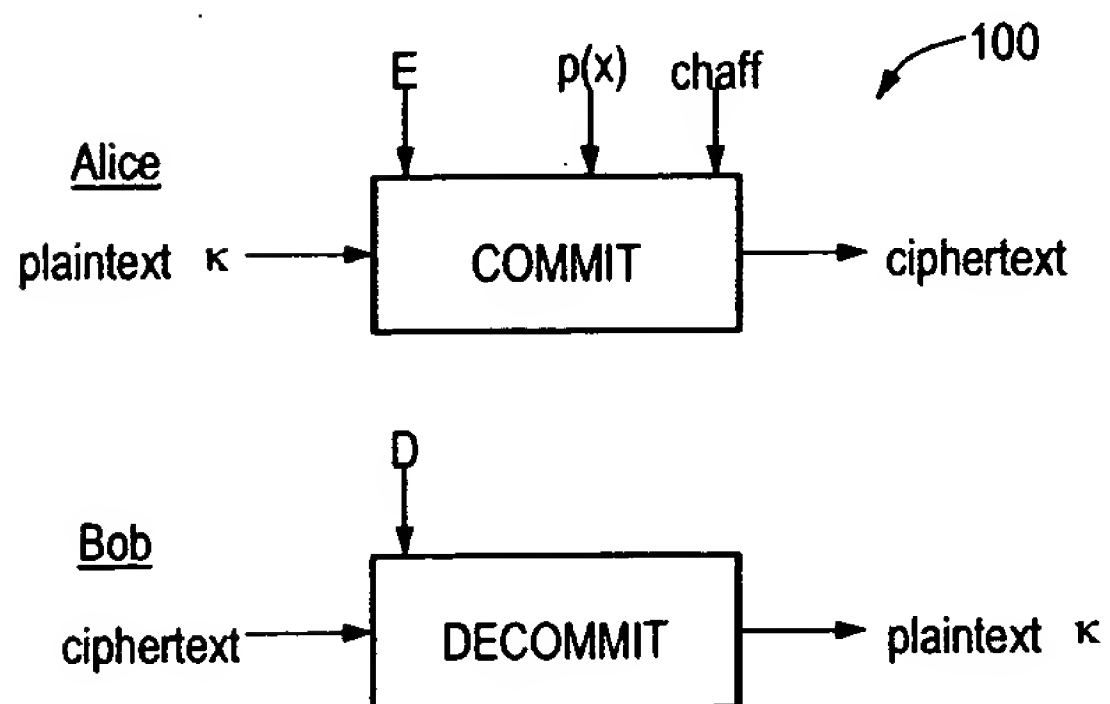 100
E p(x) chaff
Alice
plaintext κ COMMIT ciphertext
D
Bob
ciphertext DECOMMIT plaintext κ